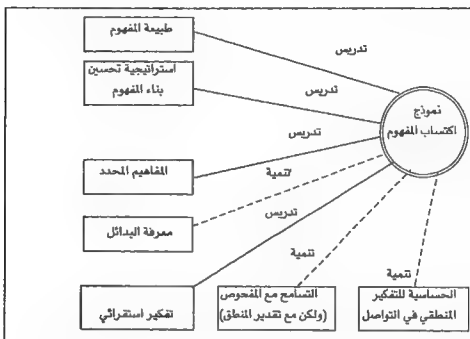 طبيعة المفهوم
تدريس
استراتيجية تحسين
بناء المفهوم
تدريس
نموذج
اكتساب المفهوم
تدريس
المفاهيم المحدد
تنمية
تدريس
معرفة البدائل
تنمية
تنمية
تفكير استقرائي
التسامح مع المفحوص
(ولكن مع تقدير المنطق)
الحساسية للتفكير
المنطقي في التواصل